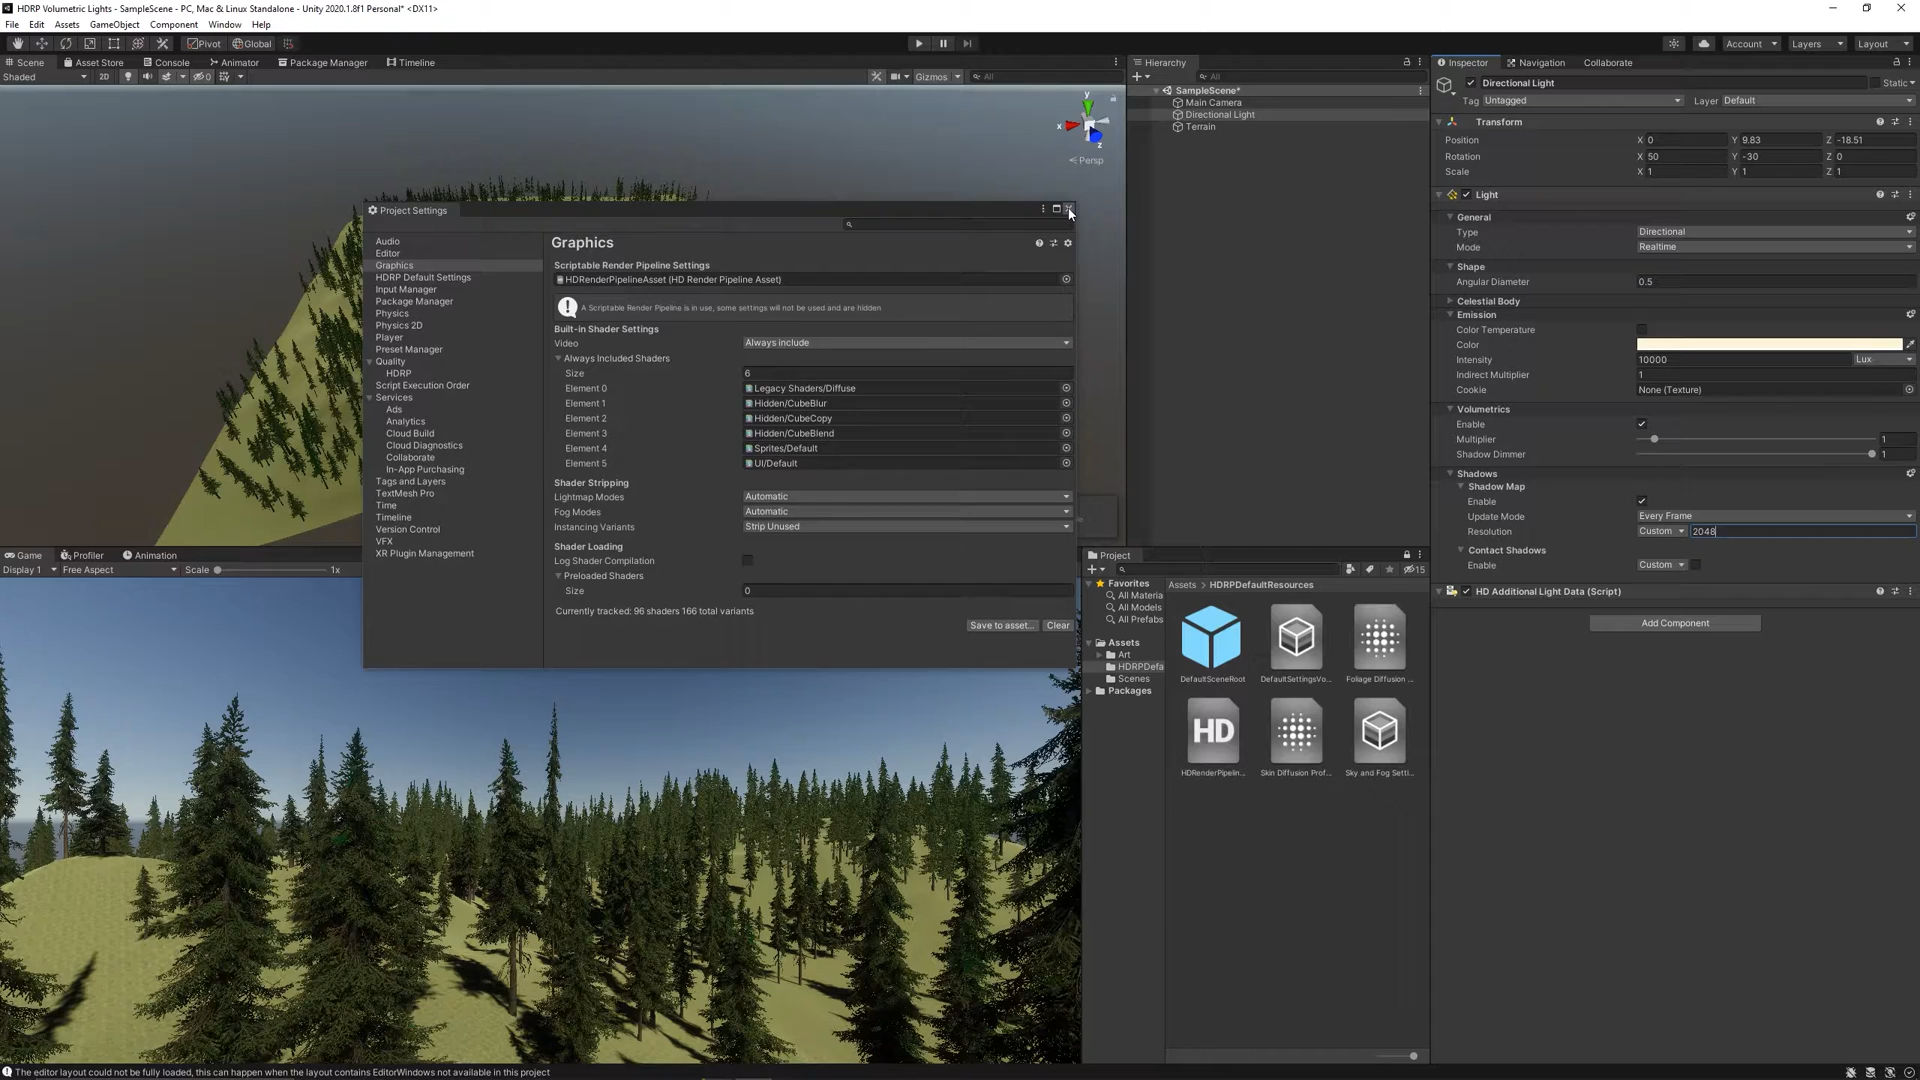 HDRP Volumetric Lights - SampleScene - PC, Mac & Linux Standalone - Unity 2020.1.8f1 Personal* <DX11>
File Edit Assets GameObject Component Window Help
Pivot Global
Account Layers Layout
Scene Asset Store Console Animator Package Manager Timeline
Shaded 2D 0 Gizmos All
y
x
z
Persp
Hierarchy
All
SampleScene*
Main Camera
Directional Light
Terrain
Project Settings
Audio
Editor
Graphics
HDRP Default Settings
Input Manager
Package Manager
Physics
Physics 2D
Player
Preset Manager
Quality
HDRP
Script Execution Order
Services
Ads
Analytics
Cloud Build
Cloud Diagnostics
Collaborate
In-App Purchasing
Tags and Layers
TextMesh Pro
Time
Timeline
Version Control
VFX
XR Plugin Management
Graphics
Scriptable Render Pipeline Settings
HDRenderPipelineAsset (HD Render Pipeline Asset)
A Scriptable Render Pipeline is in use, some settings will not be used and are hidden
Built-in Shader Settings
Video Always include
Always Included Shaders
Size 6
Element 0 Legacy Shaders/Diffuse
Element 1 Hidden/CubeBlur
Element 2 Hidden/CubeCopy
Element 3 Hidden/CubeBlend
Element 4 Sprites/Default
Element 5 UI/Default
Shader Stripping
Lightmap Modes Automatic
Fog Modes Automatic
Instancing Variants Strip Unused
Shader Loading
Log Shader Compilation
Preloaded Shaders
Size 0
Currently tracked: 96 shaders 166 total variants
Save to asset... Clear
Game Profiler Animation
Display 1 Free Aspect Scale 1x
Project
15
Favorites
All Materia
All Models
All Prefabs
Assets
Art
HDRPDefa
Scenes
Packages
Assets > HDRPDefaultResources
DefaultSceneRoot DefaultSettingsVo... Foliage Diffusion ...
HD
HDRenderPipelin... Skin Diffusion Prof... Sky and Fog Setti...
Inspector Navigation Collaborate
Directional Light Static
Tag Untagged Layer Default
Transform
Position X 0 Y 9.83 Z -18.51
Rotation X 50 Y -30 Z 0
Scale X 1 Y 1 Z 1
Light
General
Type Directional
Mode Realtime
Shape
Angular Diameter 0.5
Celestial Body
Emission
Color Temperature
Color
Intensity 10000 Lux
Indirect Multiplier 1
Cookie None (Texture)
Volumetrics
Enable
Multiplier 1
Shadow Dimmer 1
Shadows
Shadow Map
Enable
Update Mode Every Frame
Resolution Custom 2048
Contact Shadows
Enable Custom
HD Additional Light Data (Script)
Add Component
The editor layout could not be fully loaded, this can happen when the layout contains EditorWindows not available in this project